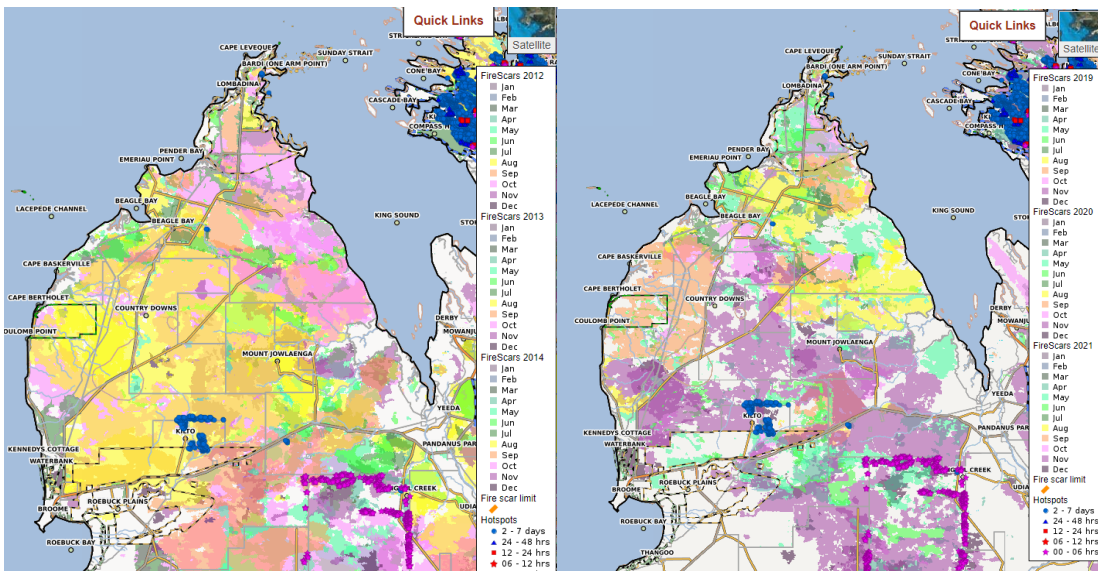 Quick Links
Satellite
CAPE LEVEQUE
SUNDAY STRAIT
BARDI (ONE ARM POINT)
LOMBADINA
CONE BAY
CASCADE BAY
COMPASS H
PENDER BAY
EMERIAU POINT
LACEPEDE CHANNEL
BEAGLE BAY
BEAGLE BAY
KING SOUND
STO
CAPE BASKERVILLE
CAPE BERTHOLET
COUNTRY DOWNS
COULOMB POINT
DERBY
MOWANJU
MOUNT JOWLAENGA
YEEDA
KILTO
KENNEDYS COTTAGE
PANDANUS PAR
WATERBANK
CREEK
ROEBUCK PLAINS
UDIA
BROOME
ROEBUCK BAY
FireScars 2012
Jan
Feb
Mar
Apr
May
Jun
Jul
Aug
Sep
Oct
Nov
Dec
FireScars 2013
Jan
Feb
Mar
Apr
May
Jun
Jul
Aug
Sep
Oct
Nov
Dec
FireScars 2014
Jan
Feb
Mar
Apr
May
Jun
Jul
Aug
Sep
Oct
Nov
Dec
Fire scar limit
Hotspots
2 - 7 days
24 - 48 hrs
12 - 24 hrs
06 - 12 hrs
Quick Links
Satellite
CAPE LEVEQUE
SUNDAY STRAIT
BARDI (ONE ARM POINT)
LOMBADINA
CONE BAY
CASCADE BAY
COMPASS H
PENDER BAY
EMERIAU POINT
LACEPEDE CHANNEL
BEAGLE BAY
BEAGLE BAY
KING SOUND
STO
CAPE BASKERVILLE
CAPE BERTHOLET
COUNTRY DOWNS
COULOMB POINT
DERBY
MOWANJU
MOUNT JOWLAENGA
YEEDA
KILTO
KENNEDYS COTTAGE
PANDANUS PAR
WATERBANK
CREEK
ROEBUCK PLAINS
UDIA
BROOME
ROEBUCK BAY
THANGOO
FireScars 2019
Jan
Feb
Mar
Apr
May
Jun
Jul
Aug
Sep
Oct
Nov
Dec
FireScars 2020
Jan
Feb
Mar
Apr
May
Jun
Jul
Aug
Sep
Oct
Nov
Dec
FireScars 2021
Jan
Feb
Mar
Apr
May
Jun
Jul
Aug
Sep
Oct
Nov
Dec
Fire scar limit
Hotspots
2 - 7 days
24 - 48 hrs
12 - 24 hrs
06 - 12 hrs
00 - 06 hrs